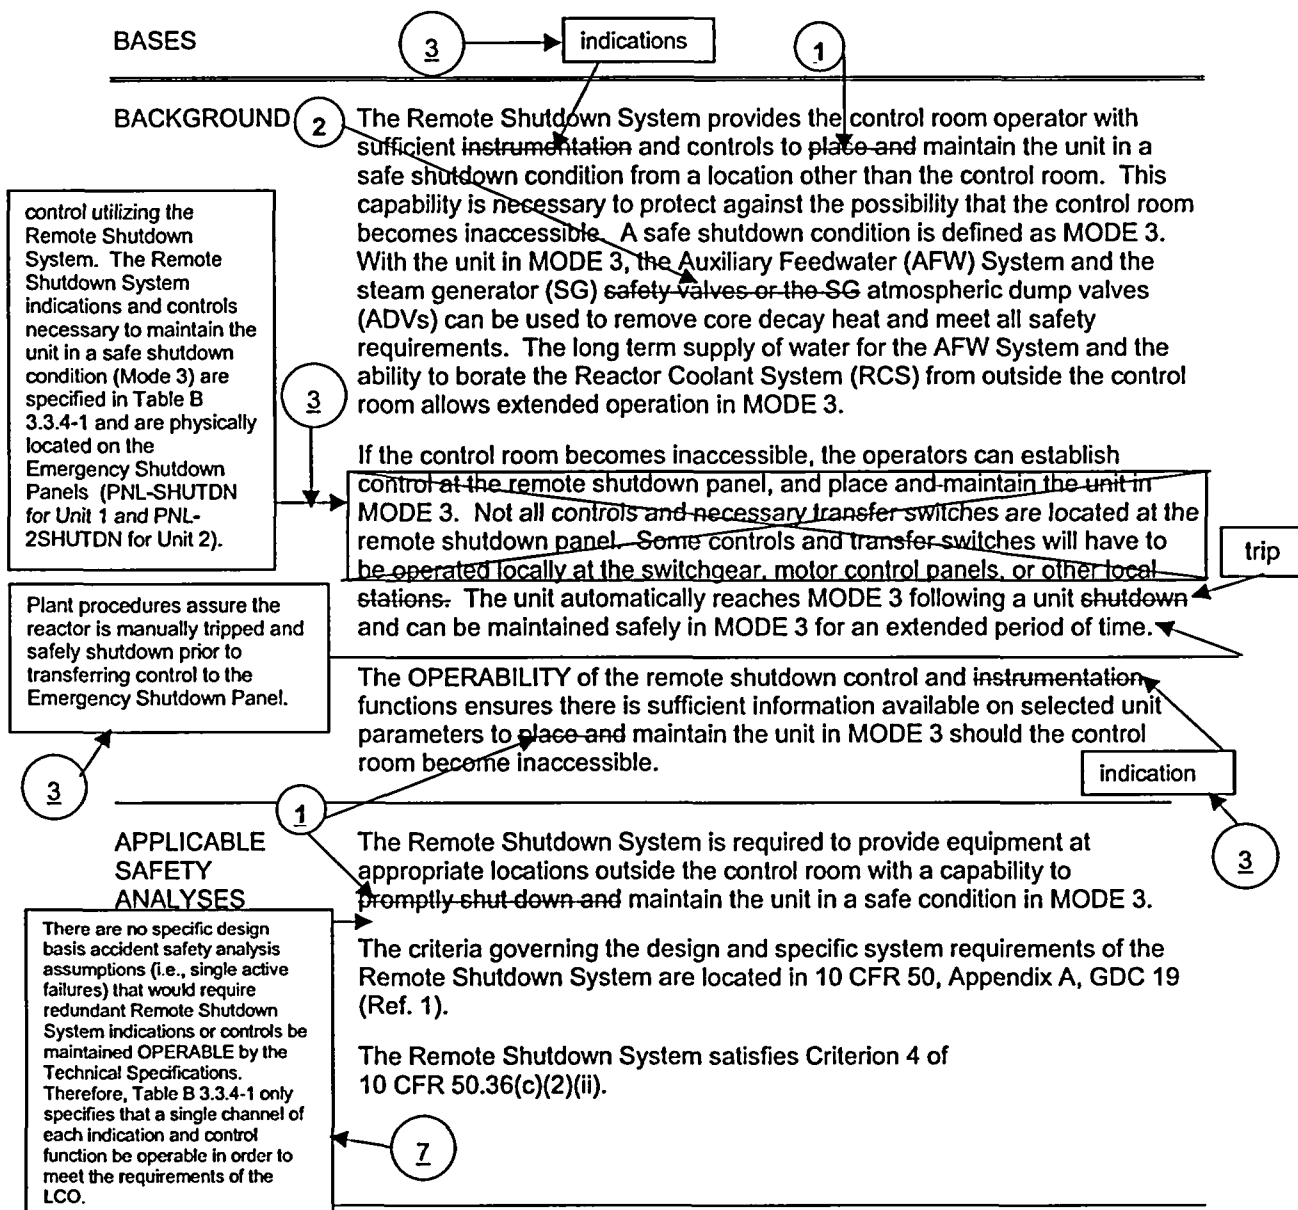 BASES
3
indications
1
BACKGROUND
2
The Remote Shutdown System provides the control room operator with
sufficient instrumentation and controls to place and maintain the unit in a
safe shutdown condition from a location other than the control room. This
capability is necessary to protect against the possibility that the control room
becomes inaccessible. A safe shutdown condition is defined as MODE 3.
With the unit in MODE 3, the Auxiliary Feedwater (AFW) System and the
steam generator (SG) safety valves or the SG atmospheric dump valves
(ADVs) can be used to remove core decay heat and meet all safety
requirements. The long term supply of water for the AFW System and the
ability to borate the Reactor Coolant System (RCS) from outside the control
room allows extended operation in MODE 3.
control utilizing the
Remote Shutdown
System. The Remote
Shutdown System
indications and controls
necessary to maintain the
unit in a safe shutdown
condition (Mode 3) are
specified in Table B
3.3.4-1 and are physically
located on the
Emergency Shutdown
Panels (PNL-SHUTDN
for Unit 1 and PNL-
2SHUTDN for Unit 2).
3
If the control room becomes inaccessible, the operators can establish
control at the remote shutdown panel, and place and maintain the unit in
MODE 3. Not all controls and necessary transfer switches are located at the
remote shutdown panel. Some controls and transfer switches will have to
be operated locally at the switchgear, motor control panels, or other local
stations. The unit automatically reaches MODE 3 following a unit shutdown
and can be maintained safely in MODE 3 for an extended period of time.
trip
Plant procedures assure the
reactor is manually tripped and
safely shutdown prior to
transferring control to the
Emergency Shutdown Panel.
3
The OPERABILITY of the remote shutdown control and instrumentation
functions ensures there is sufficient information available on selected unit
parameters to place and maintain the unit in MODE 3 should the control
room become inaccessible.
indication
3
1
APPLICABLE
SAFETY
ANALYSES
The Remote Shutdown System is required to provide equipment at
appropriate locations outside the control room with a capability to
promptly shut down and maintain the unit in a safe condition in MODE 3.
There are no specific design
basis accident safety analysis
assumptions (i.e., single active
failures) that would require
redundant Remote Shutdown
System indications or controls be
maintained OPERABLE by the
Technical Specifications.
Therefore, Table B 3.3.4-1 only
specifies that a single channel of
each indication and control
function be operable in order to
meet the requirements of the
LCO.
7
The criteria governing the design and specific system requirements of the
Remote Shutdown System are located in 10 CFR 50, Appendix A, GDC 19
(Ref. 1).
The Remote Shutdown System satisfies Criterion 4 of
10 CFR 50.36(c)(2)(ii).